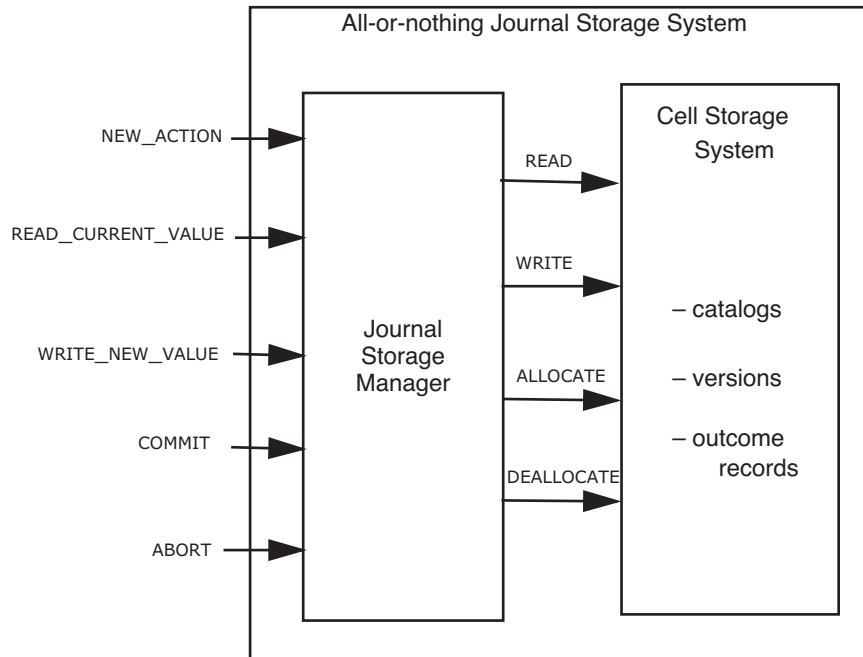 All-or-nothing Journal Storage System
NEW_ACTION
READ_CURRENT_VALUE
WRITE_NEW_VALUE
COMMIT
ABORT
Journal
Storage
Manager
READ
WRITE
ALLOCATE
DEALLOCATE
Cell Storage
System
– catalogs
– versions
– outcome
records